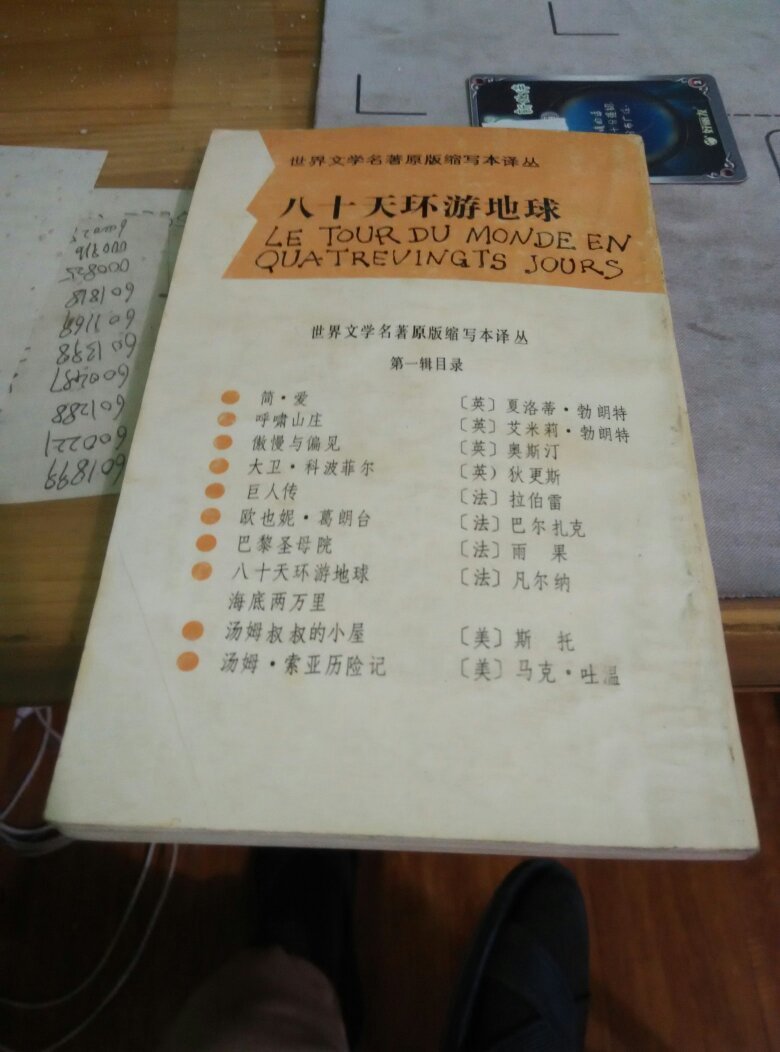 世界文学名著原版缩写本译丛
八十天环游地球
LE TOUR DU MONDE EN
QUATREVINGTS JOURS
世界文学名著原版缩写本译丛
第一辑目录
简·爱 〔英〕夏洛蒂·勃朗特
呼啸山庄 〔英〕艾米莉·勃朗特
傲慢与偏见 〔英〕奥斯汀
大卫·科波菲尔 〔英〕狄更斯
巨人传 〔法〕拉伯雷
欧也妮·葛朗台 〔法〕巴尔扎克
巴黎圣母院 〔法〕雨 果
八十天环游地球 〔法〕凡尔纳
海底两万里
汤姆叔叔的小屋 〔美〕斯 托
汤姆·索亚历险记 〔美〕马克·吐温
601899
600221
601288
600487
601398
601168
601818